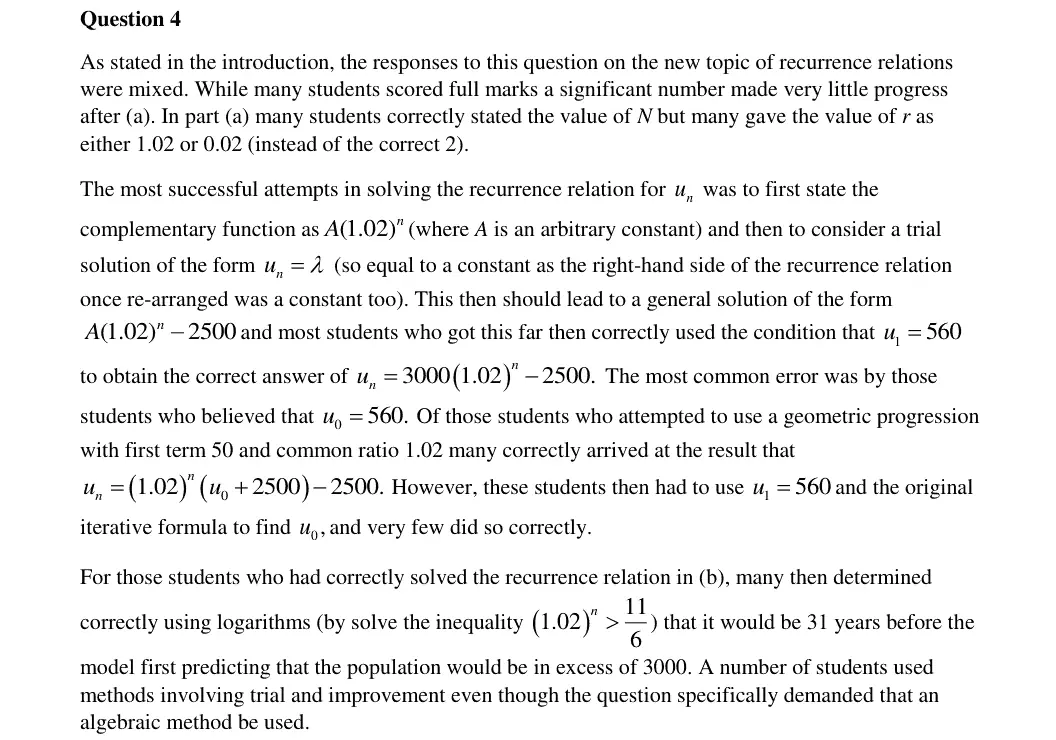 Question 4
As stated in the introduction, the responses to this question on the new topic of recurrence relations
were mixed. While many students scored full marks a significant number made very little progress
after (a). In part (a) many students correctly stated the value of N but many gave the value of r as
either 1.02 or 0.02 (instead of the correct 2).
The most successful attempts in solving the recurrence relation for uₙ was to first state the
complementary function as A(1.02)ⁿ (where A is an arbitrary constant) and then to consider a trial
solution of the form uₙ = λ (so equal to a constant as the right-hand side of the recurrence relation
once re-arranged was a constant too). This then should lead to a general solution of the form
A(1.02)ⁿ − 2500 and most students who got this far then correctly used the condition that u₁ = 560
to obtain the correct answer of uₙ = 3000(1.02)ⁿ − 2500. The most common error was by those
students who believed that u₀ = 560. Of those students who attempted to use a geometric progression
with first term 50 and common ratio 1.02 many correctly arrived at the result that
uₙ = (1.02)ⁿ (u₀ + 2500) − 2500. However, these students then had to use u₁ = 560 and the original
iterative formula to find u₀, and very few did so correctly.
For those students who had correctly solved the recurrence relation in (b), many then determined
correctly using logarithms (by solve the inequality (1.02)ⁿ > 11/6) that it would be 31 years before the
model first predicting that the population would be in excess of 3000. A number of students used
methods involving trial and improvement even though the question specifically demanded that an
algebraic method be used.